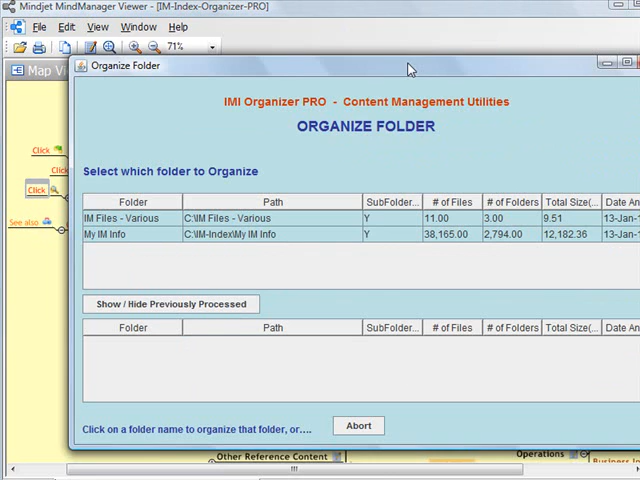 Mindjet MindManager Viewer - [IM-Index-Organizer-PRO]
File Edit View Window Help
71%
Map Vi
Organize Folder
IMI Organizer PRO - Content Management Utilities
ORGANIZE FOLDER
Click
Click
Click
See also
Select which folder to Organize
Folder Path SubFolder... # of Files # of Folders Total Size(... Date An
IM Files - Various C:\IM Files - Various Y 11.00 3.00 9.51 13-Jan-1
My IM Info C:\IM-Index\My IM Info Y 38,165.00 2,794.00 12,182.36 13-Jan-1
Show / Hide Previously Processed
Folder Path SubFolder... # of Files # of Folders Total Size(... Date An
Click on a folder name to organize that folder, or.... Abort
Other Reference Content
Operations
Business In